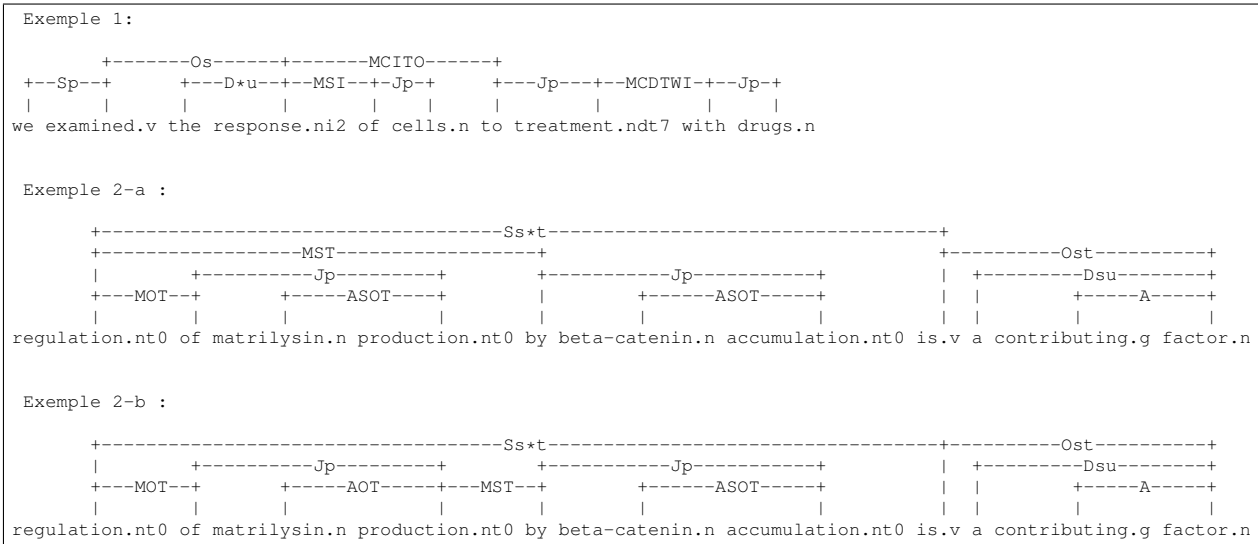 Exemple 1:
+-------Os------+-------MCITO------+
+--Sp--+ +---D*u--+--MSI--+-Jp-+ +---Jp---+--MCDTWI-+--Jp-+
| | | | | | | | | |
we examined.v the response.ni2 of cells.n to treatment.ndt7 with drugs.n
Exemple 2-a :
+------------------------------------Ss*t-----------------------------------+
+-------------------MST------------------+ +----------Ost----------+
| +----------Jp----------+ +------------Jp-----------+ | +---------Dsu--------+
+---MOT--+ +-----ASOT----+ | +------ASOT-----+ | | +-----A-----+
| | | | | | | | | | |
regulation.nt0 of matrilysin.n production.nt0 by beta-catenin.n accumulation.nt0 is.v a contributing.g factor.n
Exemple 2-b :
+------------------------------------Ss*t-----------------------------------+----------Ost----------+
| +----------Jp---------+ +------------Jp-----------+ | +---------Dsu--------+
+---MOT--+ +-----AOT-----+---MST--+ +------ASOT-----+ | | +-----A-----+
| | | | | | | | | | |
regulation.nt0 of matrilysin.n production.nt0 by beta-catenin.n accumulation.nt0 is.v a contributing.g factor.n